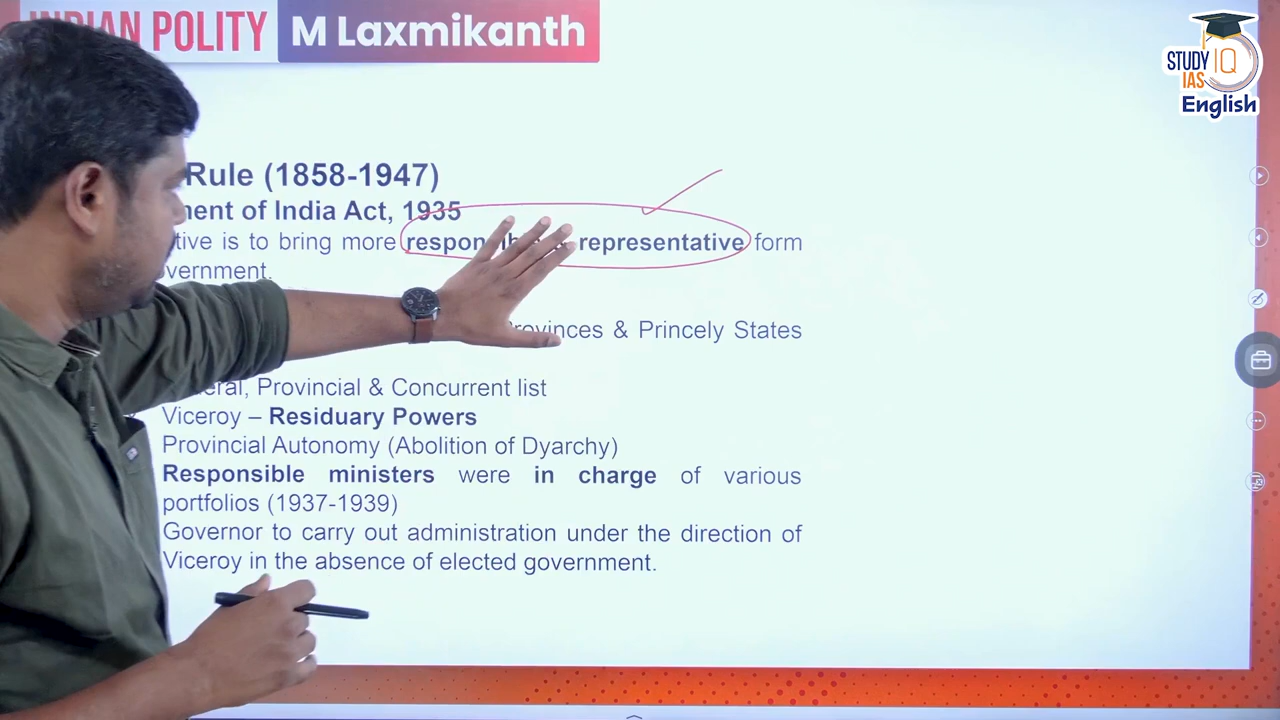 INDIAN POLITY M Laxmikanth
STUDY IQ
IAS
English
Rule (1858-1947)
ment of India Act, 1935
tive is to bring more respon representative form
vernment.
rovinces & Princely States
eral, Provincial & Concurrent list
Viceroy – Residuary Powers
Provincial Autonomy (Abolition of Dyarchy)
Responsible ministers were in charge of various
portfolios (1937-1939)
Governor to carry out administration under the direction of
Viceroy in the absence of elected government.